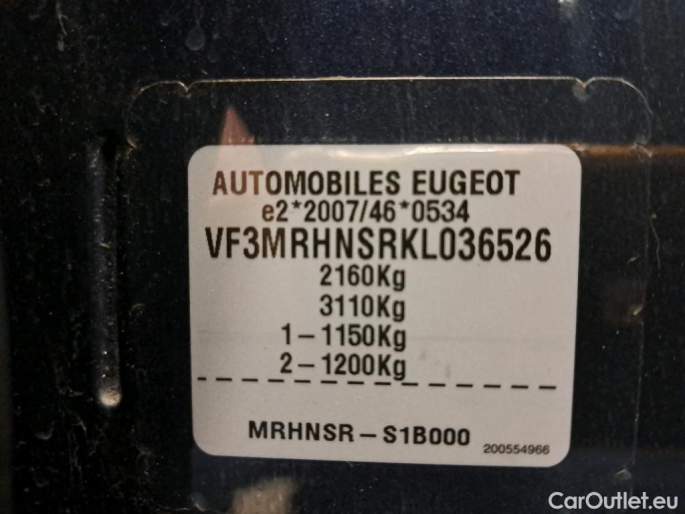 AUTOMOBILES EUGEOT
e2*2007/46*0534
VF3MRHNSRKL036526
2160Kg
3110Kg
1-1150Kg
2-1200Kg
MRHNSR-S1B000
200554966
CarOutlet.eu